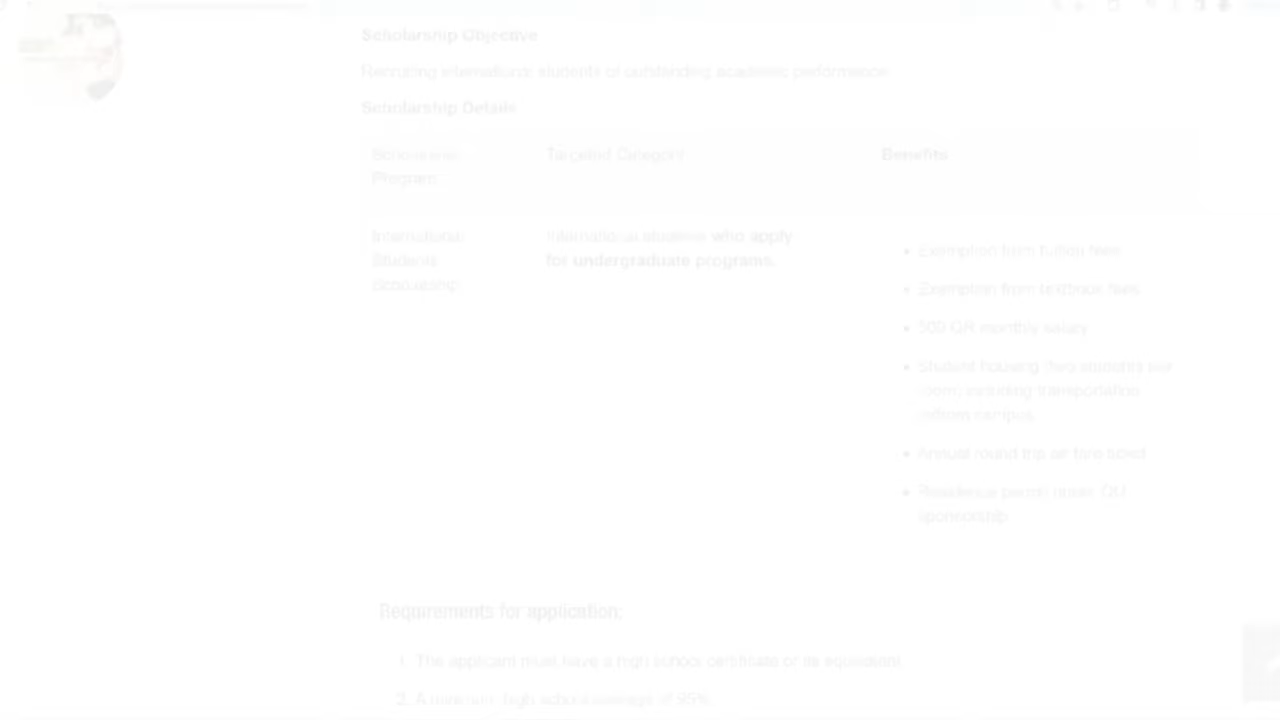 Scholarship Objective
Recruiting international students of outstanding academic performance.
Scholarship Details
Scholarship
Targeted Category
Benefits
Program
International
Students
Scholarship
International students who apply
for undergraduate programs.
• Exemption from tuition fees
• Exemption from textbook fees
• 500 QR monthly salary
• Student housing (two students per
room) including transportation
to/from campus
• Annual round trip air fare ticket
• Residence permit under QU
sponsorship
Requirements for application:
1. The applicant must have a high school certificate or its equivalent
2. A minimum high school average of 95%